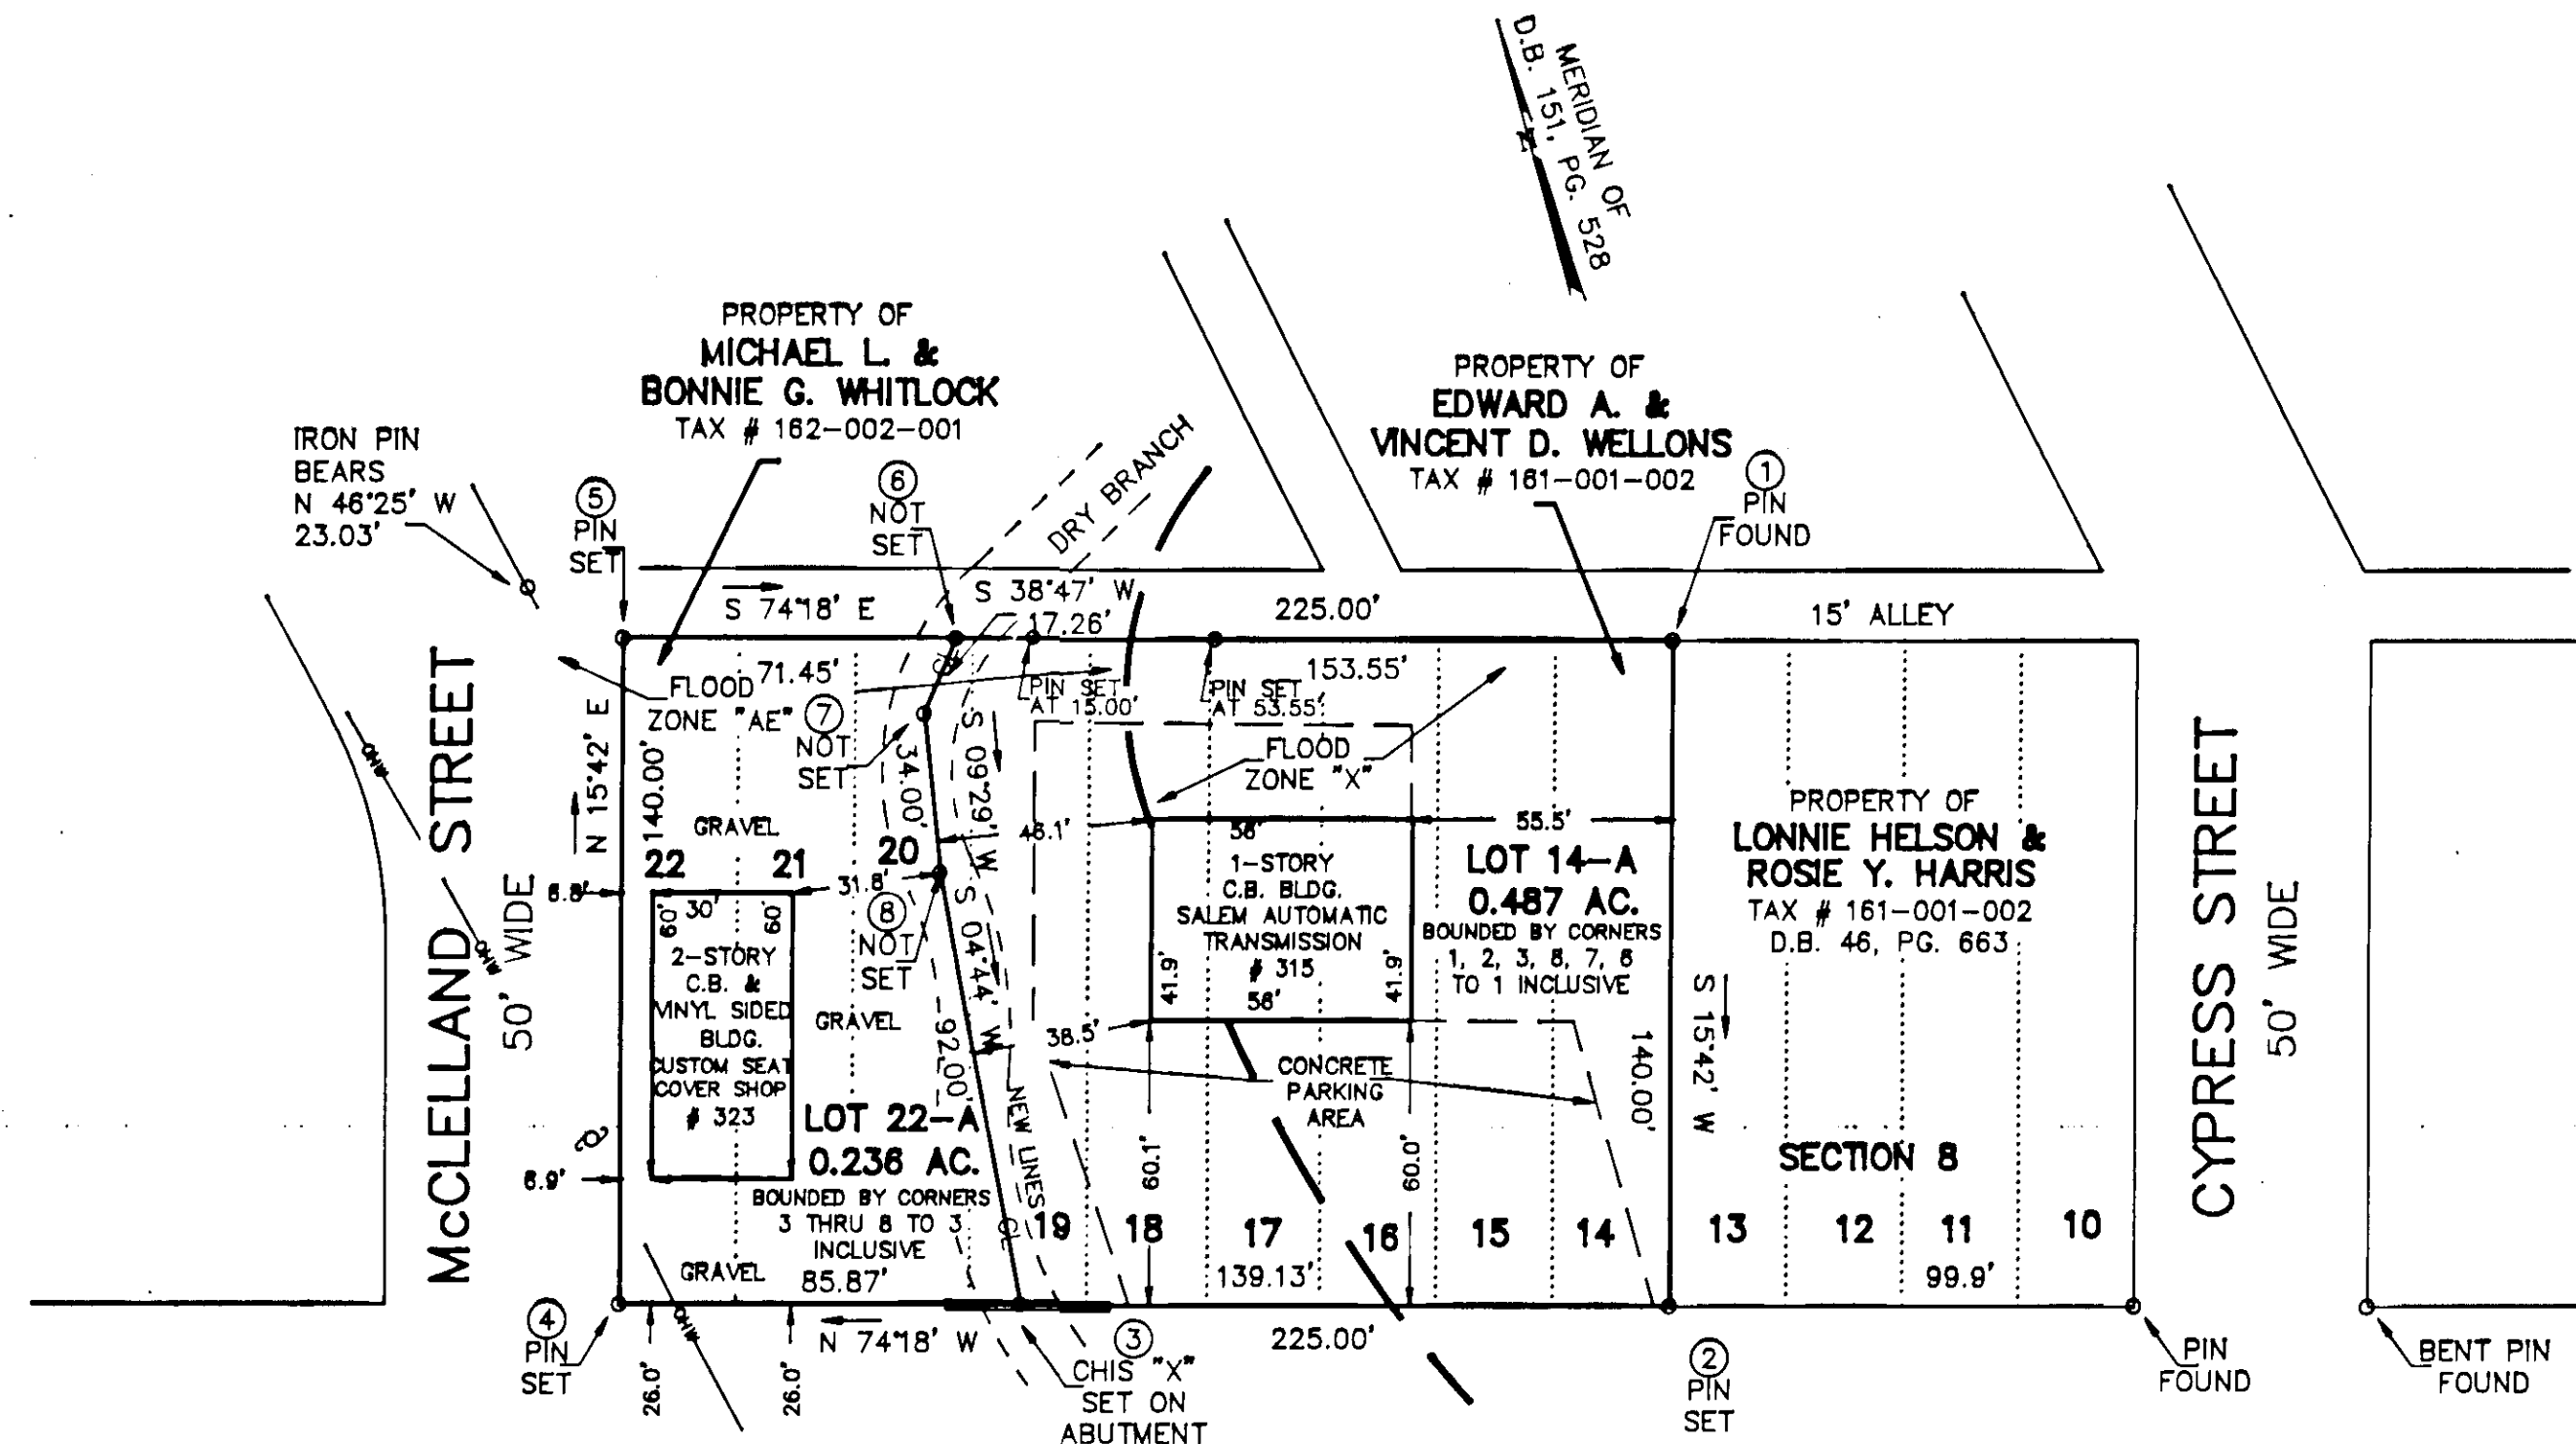 MERIDIAN OF
D.B. 151, PG. 528
N
PROPERTY OF
MICHAEL L. &
BONNIE G. WHITLOCK
TAX # 162-002-001
PROPERTY OF
EDWARD A. &
VINCENT D. WELLONS
TAX # 161-001-002
IRON PIN
BEARS
N 46°25' W
23.03'
5
PIN
SET
6
NOT
SET
DRY BRANCH
1
PIN
FOUND
S 74°18' E
S 38°47' W
17.26'
225.00'
15' ALLEY
71.45'
153.55'
FLOOD
ZONE "AE"
7
NOT
SET
PIN SET
AT 15.00'
PIN SET
AT 53.55'
FLOOD
ZONE "X"
McCLELLAND STREET
50' WIDE
N 15°42' E
140.00'
OHW
OHW
34.00'
S 09°29' W
GRAVEL
22
21
20
46.1'
56'
55.5'
6.8'
30'
31.8'
60'
60'
8
NOT
SET
2-STORY
C.B. &
VINYL SIDED
BLDG.
CUSTOM SEAT
COVER SHOP
# 323
GRAVEL
S 04°44' W
92.00'
NEW LINES
1-STORY
C.B. BLDG.
SALEM AUTOMATIC
TRANSMISSION
# 315
56'
41.9'
41.9'
LOT 14-A
0.487 AC.
BOUNDED BY CORNERS
1, 2, 3, 8, 7, 6
TO 1 INCLUSIVE
PROPERTY OF
LONNIE HELSON &
ROSIE Y. HARRIS
TAX # 161-001-002
D.B. 46, PG. 663
CYPRESS STREET
50' WIDE
38.5'
CONCRETE
PARKING
AREA
60.1'
60.0'
140.00'
S 15°42' W
SECTION 8
LOT 22-A
0.236 AC.
BOUNDED BY CORNERS
3 THRU 8 TO 3
INCLUSIVE
6.9'
CL
19
18
17
16
15
14
13
12
11
10
GRAVEL
85.87'
139.13'
99.9'
OHW
4
PIN
SET
26.0'
26.0'
N 74°18' W
3
CHIS "X"
SET ON
ABUTMENT
225.00'
2
PIN
SET
PIN
FOUND
BENT PIN
FOUND